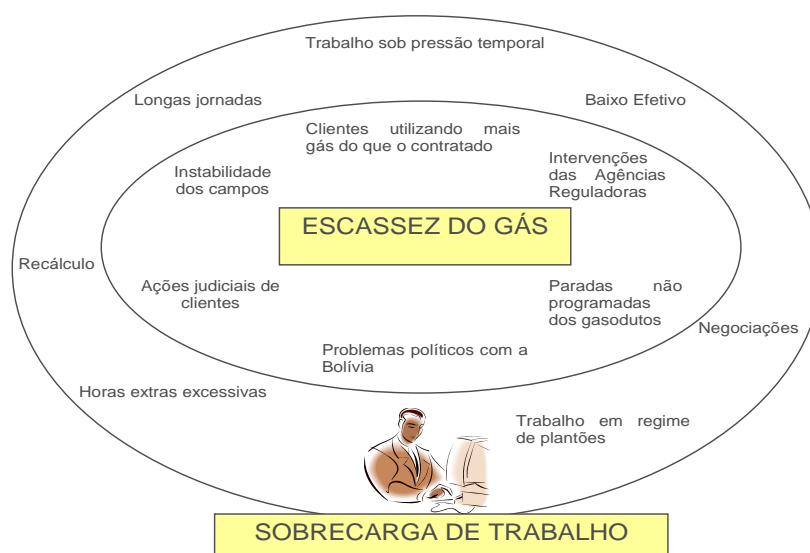 Trabalho sob pressão temporal
Longas jornadas
Baixo Efetivo
Clientes utilizando mais
gás do que o contratado
Instabilidade
dos campos
Intervenções
das Agências
Reguladoras
ESCASSEZ DO GÁS
Recálculo
Ações judiciais de
clientes
Paradas não
programadas
dos gasodutos
Negociações
Problemas políticos com a
Bolívia
Horas extras excessivas
Trabalho em regime
de plantões
SOBRECARGA DE TRABALHO